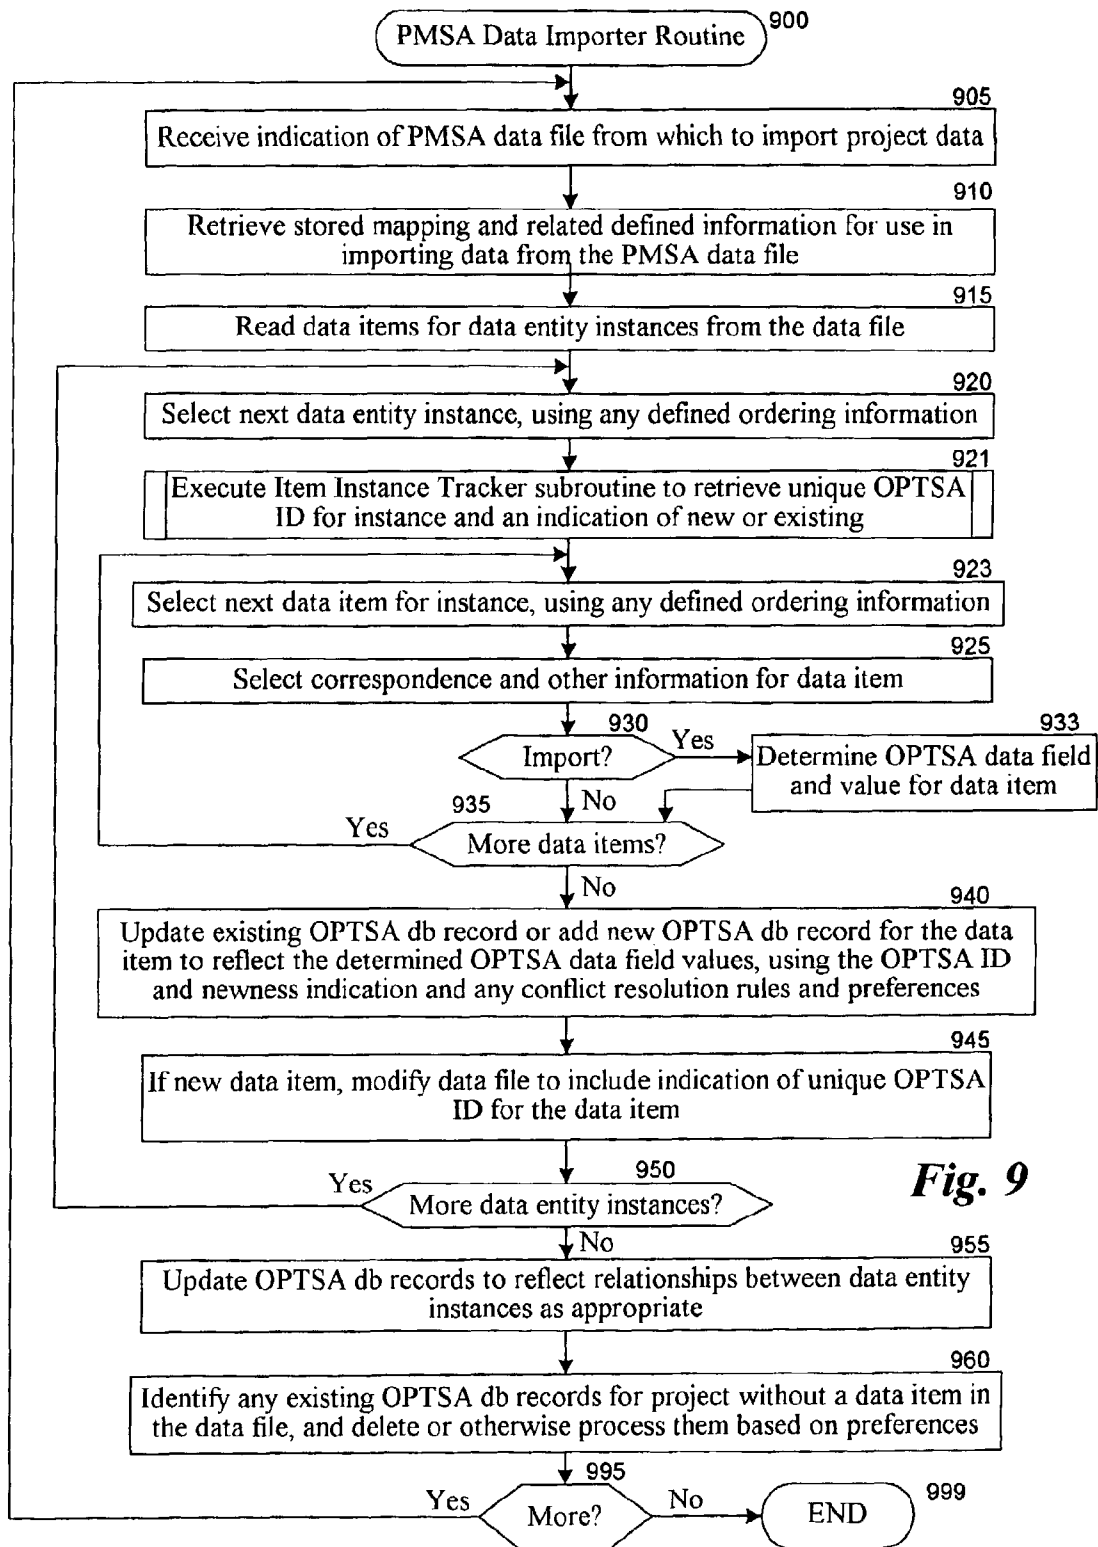 PMSA Data Importer Routine
900
905
Receive indication of PMSA data file from which to import project data
910
Retrieve stored mapping and related defined information for use in
importing data from the PMSA data file
915
Read data items for data entity instances from the data file
920
Select next data entity instance, using any defined ordering information
921
Execute Item Instance Tracker subroutine to retrieve unique OPTSA
ID for instance and an indication of new or existing
923
Select next data item for instance, using any defined ordering information
925
Select correspondence and other information for data item
930
Import?
Yes
933
Determine OPTSA data field
and value for data item
No
935
Yes
More data items?
No
940
Update existing OPTSA db record or add new OPTSA db record for the data
item to reflect the determined OPTSA data field values, using the OPTSA ID
and newness indication and any conflict resolution rules and preferences
945
If new data item, modify data file to include indication of unique OPTSA
ID for the data item
950
Yes
More data entity instances?
Fig. 9
No
955
Update OPTSA db records to reflect relationships between data entity
instances as appropriate
960
Identify any existing OPTSA db records for project without a data item in
the data file, and delete or otherwise process them based on preferences
995
Yes
More?
No
END
999